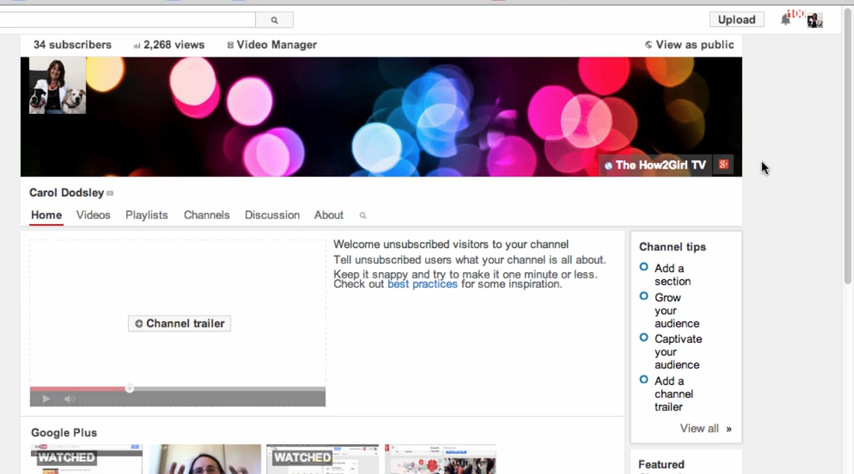 Upload
34 subscribers 2,268 views Video Manager View as public
The How2Girl TV
Carol Dodsley
Home Videos Playlists Channels Discussion About
Welcome unsubscribed visitors to your channel
Tell unsubscribed users what your channel is all about.
Keep it snappy and try to make it one minute or less.
Check out best practices for some inspiration.
Channel trailer
Channel tips
Add a
section
Grow
your
audience
Captivate
your
audience
Add a
channel
trailer
View all »
Google Plus
WATCHED WATCHED
Featured